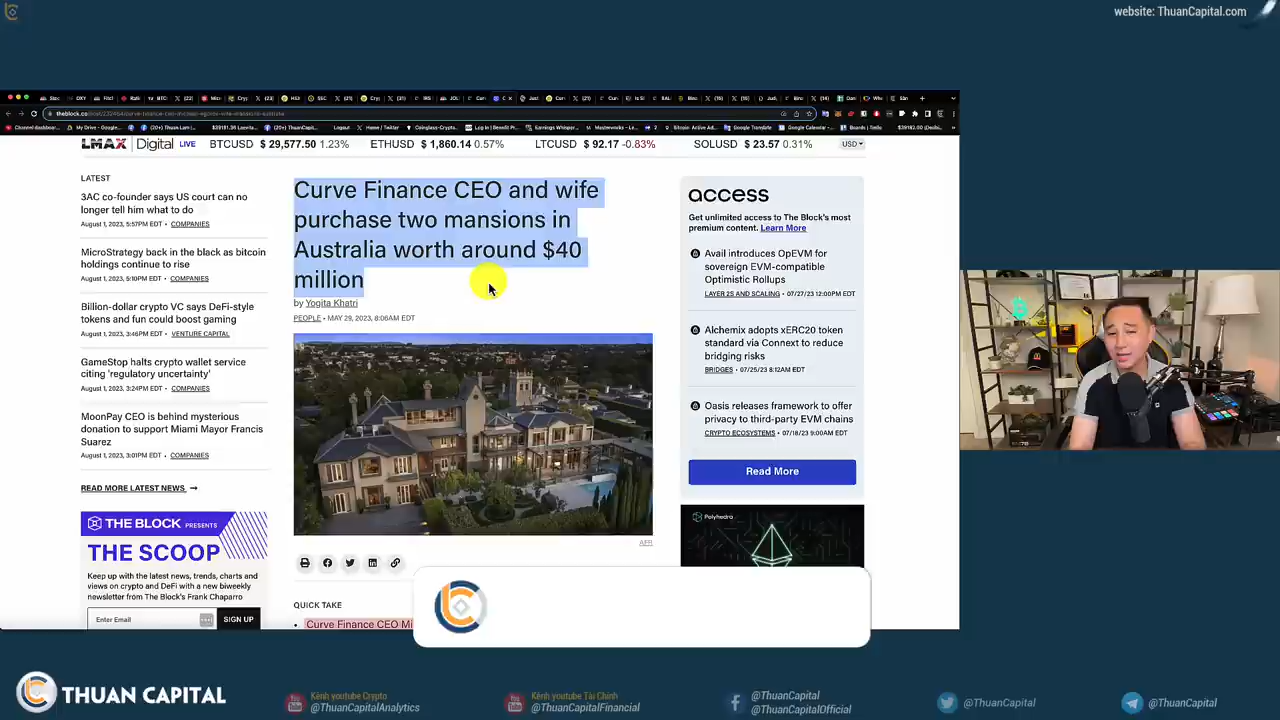 website: ThuanCapital.com
LMAX Digital LIVE BTCUSD $ 29,577.50 1.23% ETHUSD $ 1,860.14 0.57% LTCUSD $ 92.17 -0.83% SOLUSD $ 23.57 0.31% USD
LATEST
3AC co-founder says US court can no
longer tell him what to do
August 1, 2023, 5:57PM EDT • COMPANIES
MicroStrategy back in the black as bitcoin
holdings continue to rise
August 1, 2023, 5:10PM EDT • COMPANIES
Billion-dollar crypto VC says DeFi-style
tokens and fun could boost gaming
August 1, 2023, 3:46PM EDT • VENTURE CAPITAL
GameStop halts crypto wallet service
citing 'regulatory uncertainty'
August 1, 2023, 3:24PM EDT • COMPANIES
MoonPay CEO is behind mysterious
donation to support Miami Mayor Francis
Suarez
August 1, 2023, 3:01PM EDT • COMPANIES
READ MORE LATEST NEWS →
THE BLOCK PRESENTS
THE SCOOP
Keep up with the latest news, trends, charts and
views on crypto and DeFi with a new biweekly
newsletter from The Block's Frank Chaparro
Enter Email SIGN UP
Curve Finance CEO and wife
purchase two mansions in
Australia worth around $40
million
by Yogita Khatri
PEOPLE • MAY 29, 2023, 8:06AM EDT
QUICK TAKE
• Curve Finance CEO Mi
access
Get unlimited access to The Block's most
premium content. Learn More
Avail introduces OpEVM for
sovereign EVM-compatible
Optimistic Rollups
LAYER 2S AND SCALING • 07/27/23 12:00PM EDT
Alchemix adopts xERC20 token
standard via Connext to reduce
bridging risks
BRIDGES • 07/25/23 8:12AM EDT
Oasis releases framework to offer
privacy to third-party EVM chains
CRYPTO ECOSYSTEMS • 07/18/23 9:00AM EDT
Read More
Polyhedra
THUAN CAPITAL
Kênh youtube Crypto
@ThuanCapitalAnalytics
Kênh youtube Tài Chính
@ThuanCapitalFinancial
@ThuanCapital
@ThuanCapitalOfficial
@ThuanCapital
@ThuanCapital